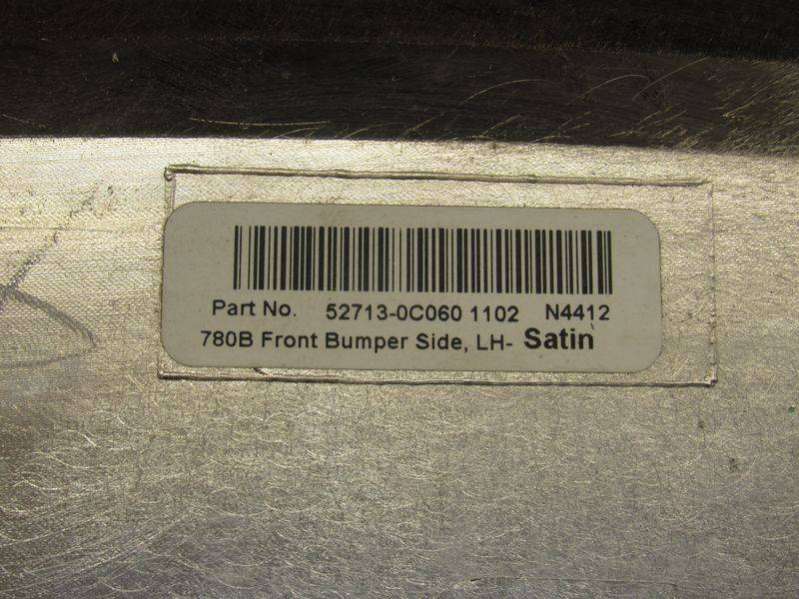 Part No. 52713-0C060 1102 N4412
780B Front Bumper Side, LH- Satin